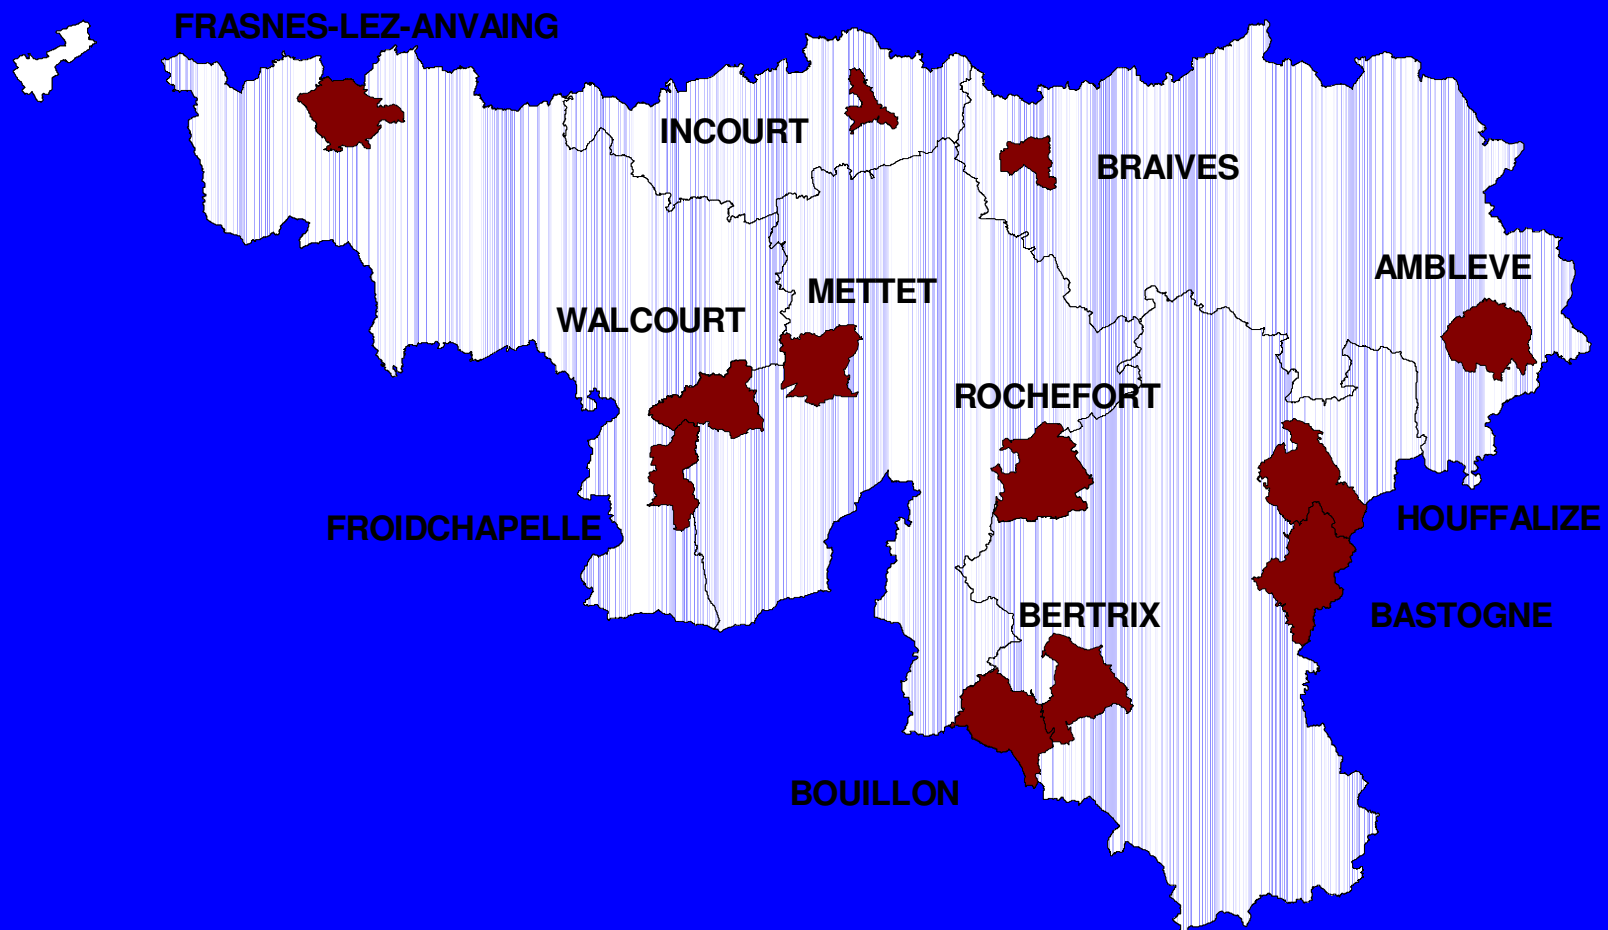 FRASNES-LEZ-ANVAING
INCOURT
BRAIVES
AMBLEVE
METTET
WALCOURT
ROCHEFORT
HOUFFALIZE
FROIDCHAPELLE
BERTRIX
BASTOGNE
BOUILLON